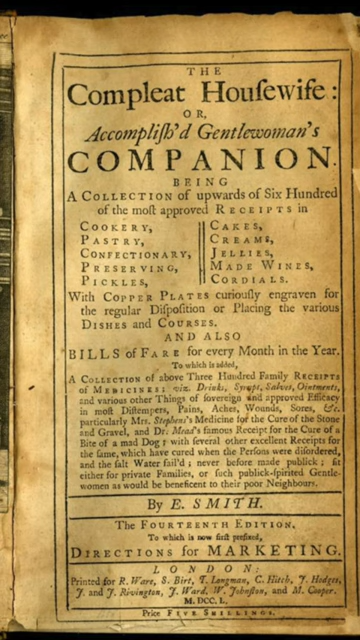 THE
Compleat Houſewife:
OR,
Accompliſh'd Gentlewoman's
COMPANION.
BEING
A COLLECTION of upwards of Six Hundred
of the moſt approved RECEIPTS in
COOKERY,
PASTRY,
CONFECTIONARY,
PRESERVING,
PICKLES,
CAKES,
CREAMS,
JELLIES,
MADE WINES,
CORDIALS.
With COPPER PLATES curiouſly engraven for
the regular Diſpoſition or Placing the various
DISHES and COURSES.
AND ALSO
BILLS of FARE for every Month in the Year.
To which is added,
A COLLECTION of above Three Hundred Family RECEIPTS
of MEDICINES: viz. Drinks, Syrups, Salves, Ointments,
and various other Things of ſovereign and approved Efficacy
in moſt Diſtempers, Pains, Aches, Wounds, Sores, &c.
particularly Mrs. Stephens's Medicine for the Cure of the Stone
and Gravel, and Dr. Mead's famous Receipt for the Cure of a
Bite of a mad Dog; with ſeveral other excellent Receipts for
the ſame, which have cured when the Perſons were diſordered,
and the ſalt Water fail'd; never before made publick; fit
either for private Families, or ſuch publick-ſpirited Gentle-
women as would be beneficent to their poor Neighbours.
By E. SMITH.
The FOURTEENTH EDITION.
To which is now firſt prefixed,
DIRECTIONS for MARKETING.
LONDON:
Printed for R. Ware, S. Birt, T. Longman, C. Hitch, J. Hodges,
J. and J. Rivington, J. Ward, W. Johnſton, and M. Cooper.
M.DCC.L.
Price FIVE SHILLINGS.